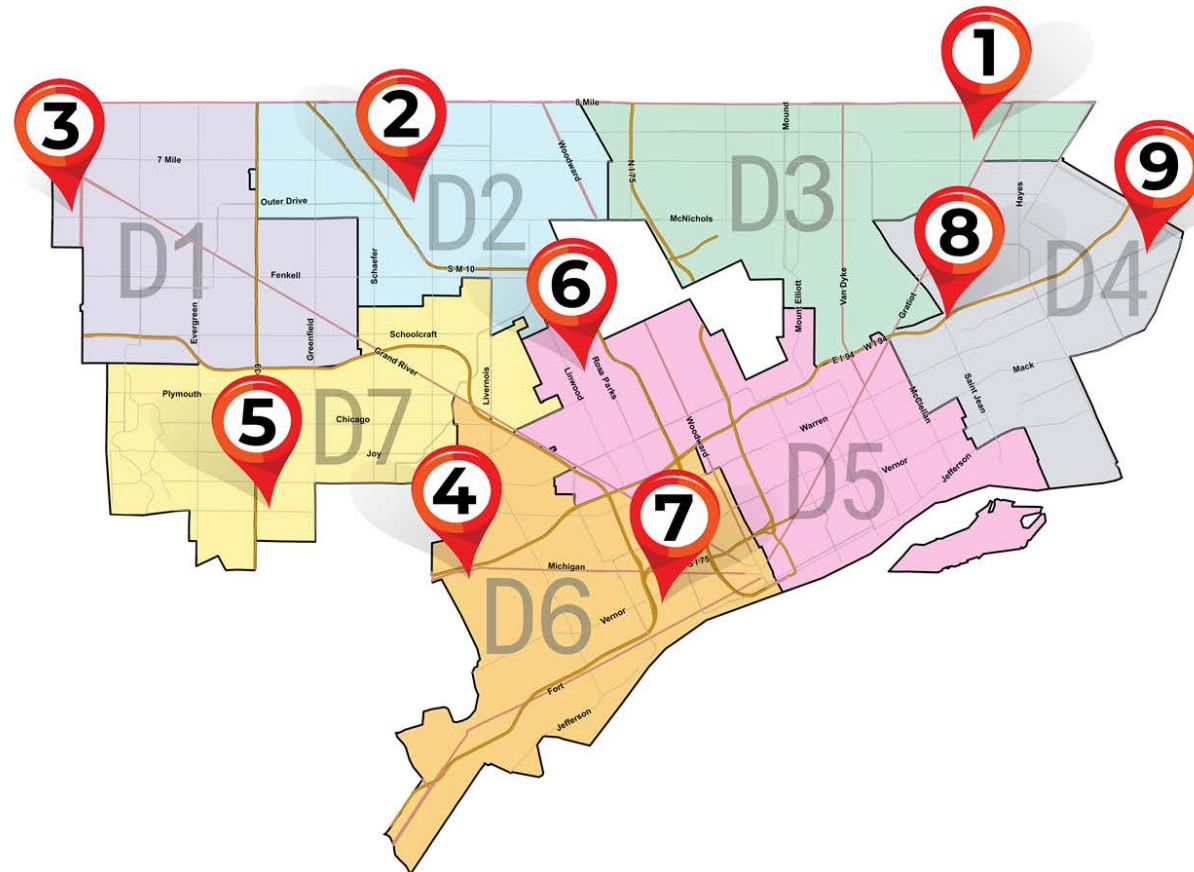 1
2
3
8 Mile
Mound
9
7 Mile
Woodward
N I 75
D3
Hayes
D2
Outer Drive
McNichols
8
D1
Schaefer
S M 10
6
Van Dyke
D4
Fenkell
Gratiot
Mount Elliott
Evergreen
Greenfield
Schoolcraft
Grand River
E I 94
W I 94
Rosa Parks
Linwood
Plymouth
Livernois
Mack
Saint Jean
McClellan
5
Chicago
D7
Joy
Woodward
Warren
4
7
D5
Vernor
Jefferson
Michigan
S I 75
D6
Vernor
Fort
Jefferson